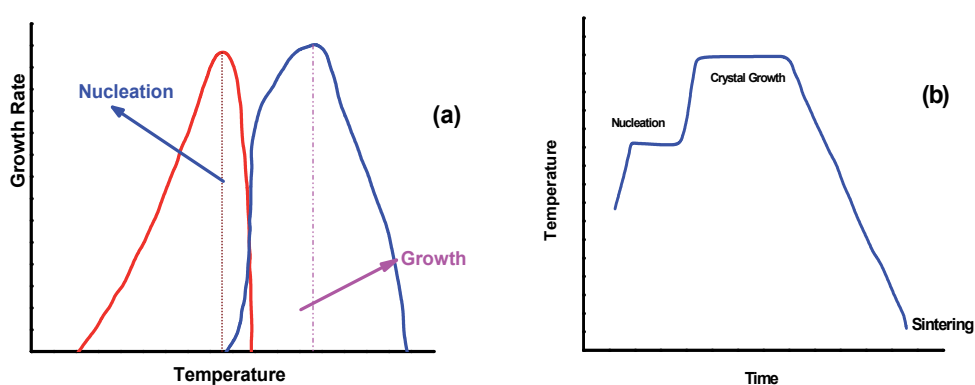 Growth Rate
Nucleation
(a)
Growth
Temperature
Temperature
Nucleation
Crystal Growth
(b)
Sintering
Time